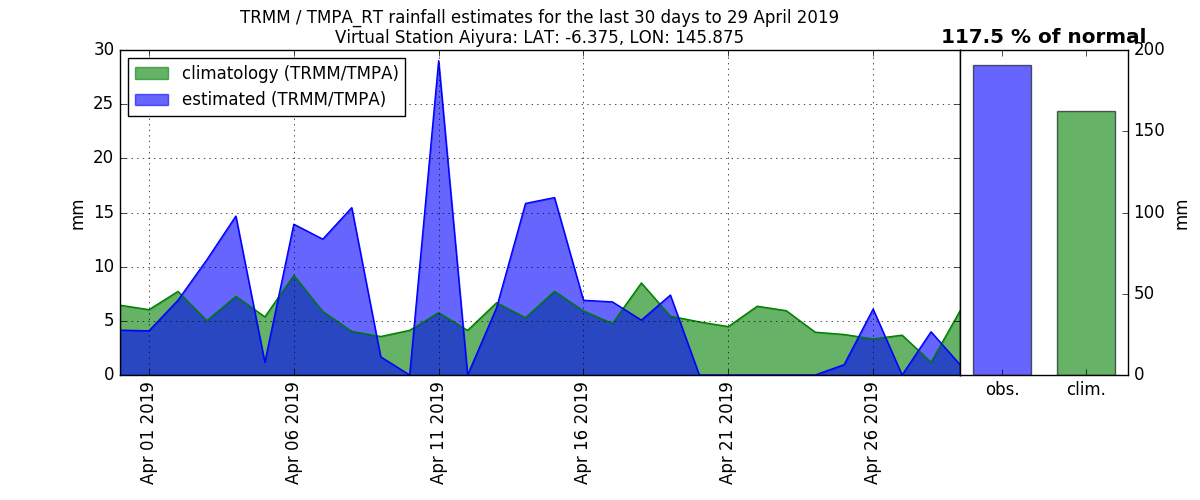 TRMM / TMPA_RT rainfall estimates for the last 30 days to 29 April 2019
Virtual Station Aiyura: LAT: -6.375, LON: 145.875
117.5 % of normal
climatology (TRMM/TMPA)
estimated (TRMM/TMPA)
30
25
20
15
10
5
0
mm
Apr 01 2019
Apr 06 2019
Apr 11 2019
Apr 16 2019
Apr 21 2019
Apr 26 2019
obs.
clim.
200
150
100
50
0
mm